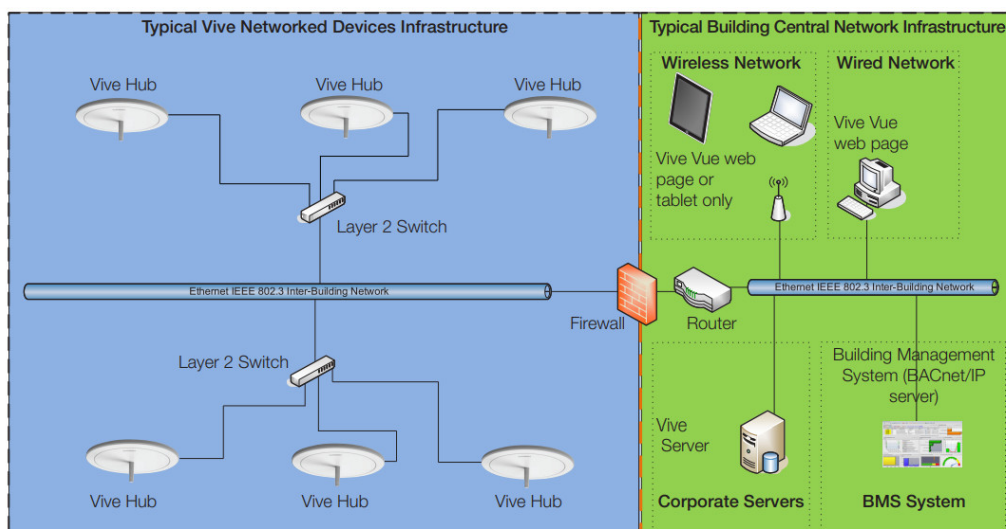 Typical Vive Networked Devices Infrastructure
Vive Hub
Vive Hub
Vive Hub
Layer 2 Switch
Ethernet IEEE 802.3 Inter-Building Network
Layer 2 Switch
Vive Hub
Vive Hub
Vive Hub
Firewall
Router
Typical Building Central Network Infrastructure
Wireless Network
Vive Vue web
page or
tablet only
Wired Network
Vive Vue
web page
Ethernet IEEE 802.3 Inter-Building Network
Vive
Server
Corporate Servers
Building Management
System (BACnet/IP
server)
BMS System